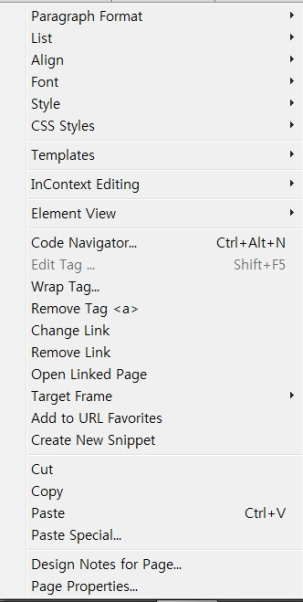 Paragraph Format
List
Align
Font
Style
CSS Styles
Templates
InContext Editing
Element View
Code Navigator... Ctrl+Alt+N
Edit Tag ... Shift+F5
Wrap Tag...
Remove Tag <a>
Change Link
Remove Link
Open Linked Page
Target Frame
Add to URL Favorites
Create New Snippet
Cut
Copy
Paste Ctrl+V
Paste Special...
Design Notes for Page...
Page Properties...